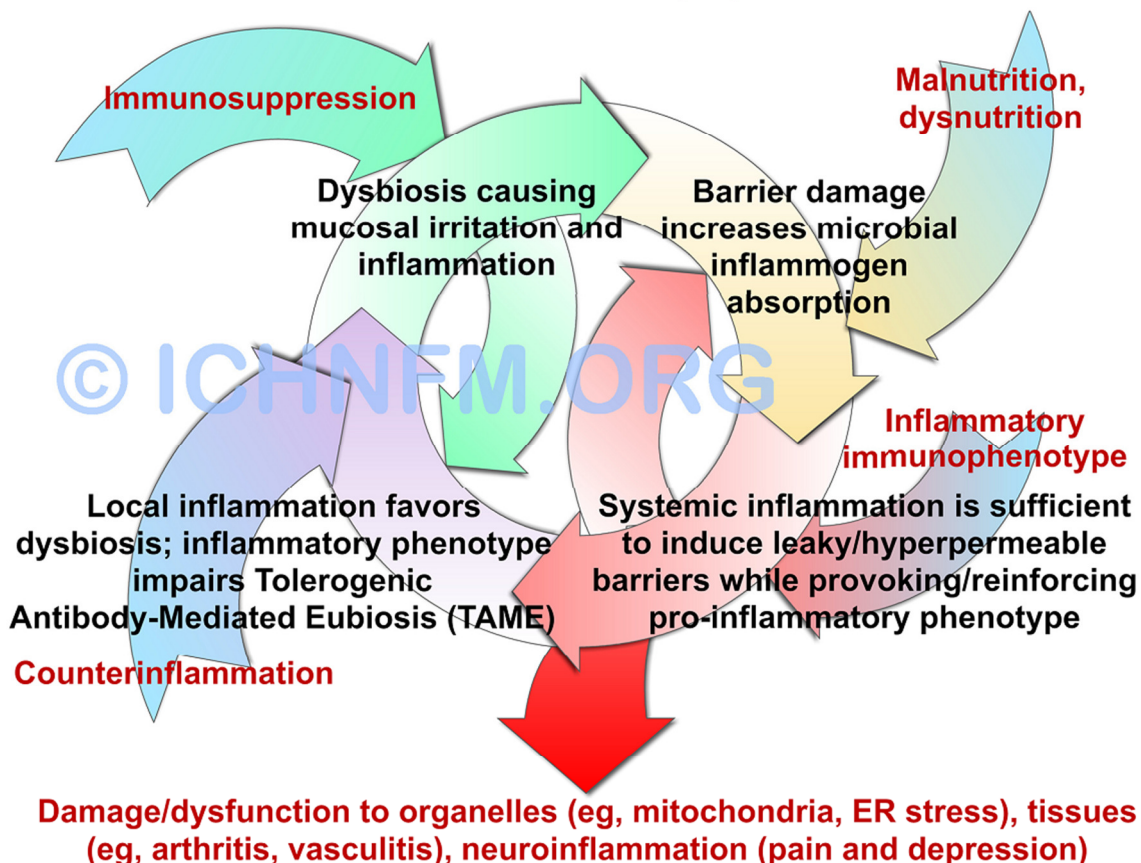 Immunosuppression
Malnutrition,
dysnutrition
Dysbiosis causing
mucosal irritation and
inflammation
Barrier damage
increases microbial
inflammogen
absorption
© ICHNFM.ORG
Inflammatory
immunophenotype
Local inflammation favors
dysbiosis; inflammatory phenotype
impairs Tolerogenic
Antibody-Mediated Eubiosis (TAME)
Systemic inflammation is sufficient
to induce leaky/hyperpermeable
barriers while provoking/reinforcing
pro-inflammatory phenotype
Counterinflammation
Damage/dysfunction to organelles (eg, mitochondria, ER stress), tissues
(eg, arthritis, vasculitis), neuroinflammation (pain and depression)